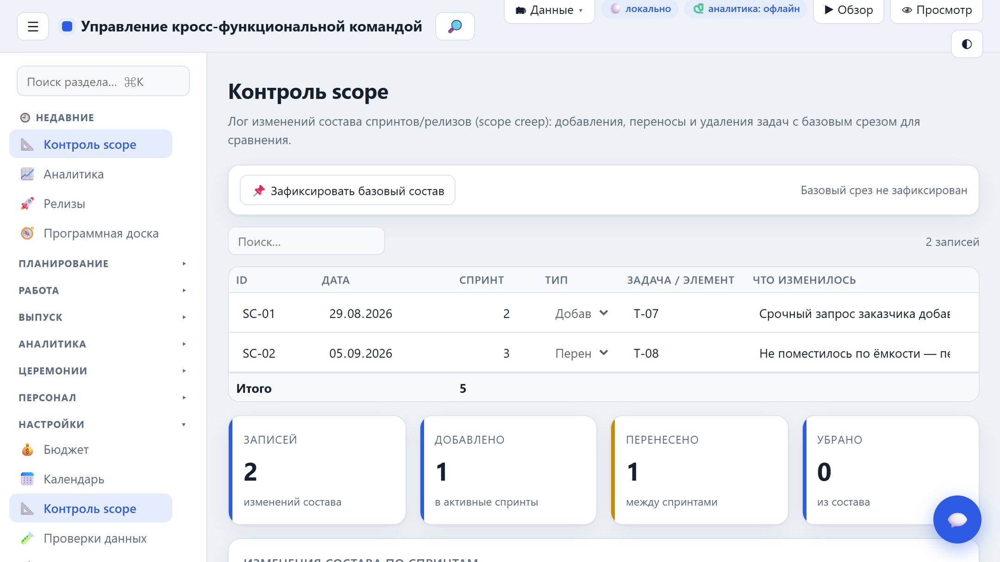 ☰ Управление кросс-функциональной командой
Данные ▾ локально аналитика: офлайн ▶ Обзор Просмотр
Поиск раздела… ⌘K
НЕДАВНИЕ
Контроль scope
Аналитика
Релизы
Программная доска
ПЛАНИРОВАНИЕ ▸
РАБОТА ▸
ВЫПУСК ▸
АНАЛИТИКА ▸
ЦЕРЕМОНИИ ▸
ПЕРСОНАЛ ▸
НАСТРОЙКИ ▾
Бюджет
Календарь
Контроль scope
Проверки данных
Контроль scope
Лог изменений состава спринтов/релизов (scope creep): добавления, переносы и удаления задач с базовым срезом для
сравнения.
Зафиксировать базовый состав Базовый срез не зафиксирован
Поиск… 2 записей
ID ДАТА СПРИНТ ТИП ЗАДАЧА / ЭЛЕМЕНТ ЧТО ИЗМЕНИЛОСЬ
SC-01 29.08.2026 2 Добав T-07 Срочный запрос заказчика добав
SC-02 05.09.2026 3 Перен T-08 Не поместилось по ёмкости — пе
Итого 5
ЗАПИСЕЙ
2
изменений состава
ДОБАВЛЕНО
1
в активные спринты
ПЕРЕНЕСЕНО
1
между спринтами
УБРАНО
0
из состава
ИЗМЕНЕНИЯ СОСТАВА ПО СПРИНТАМ